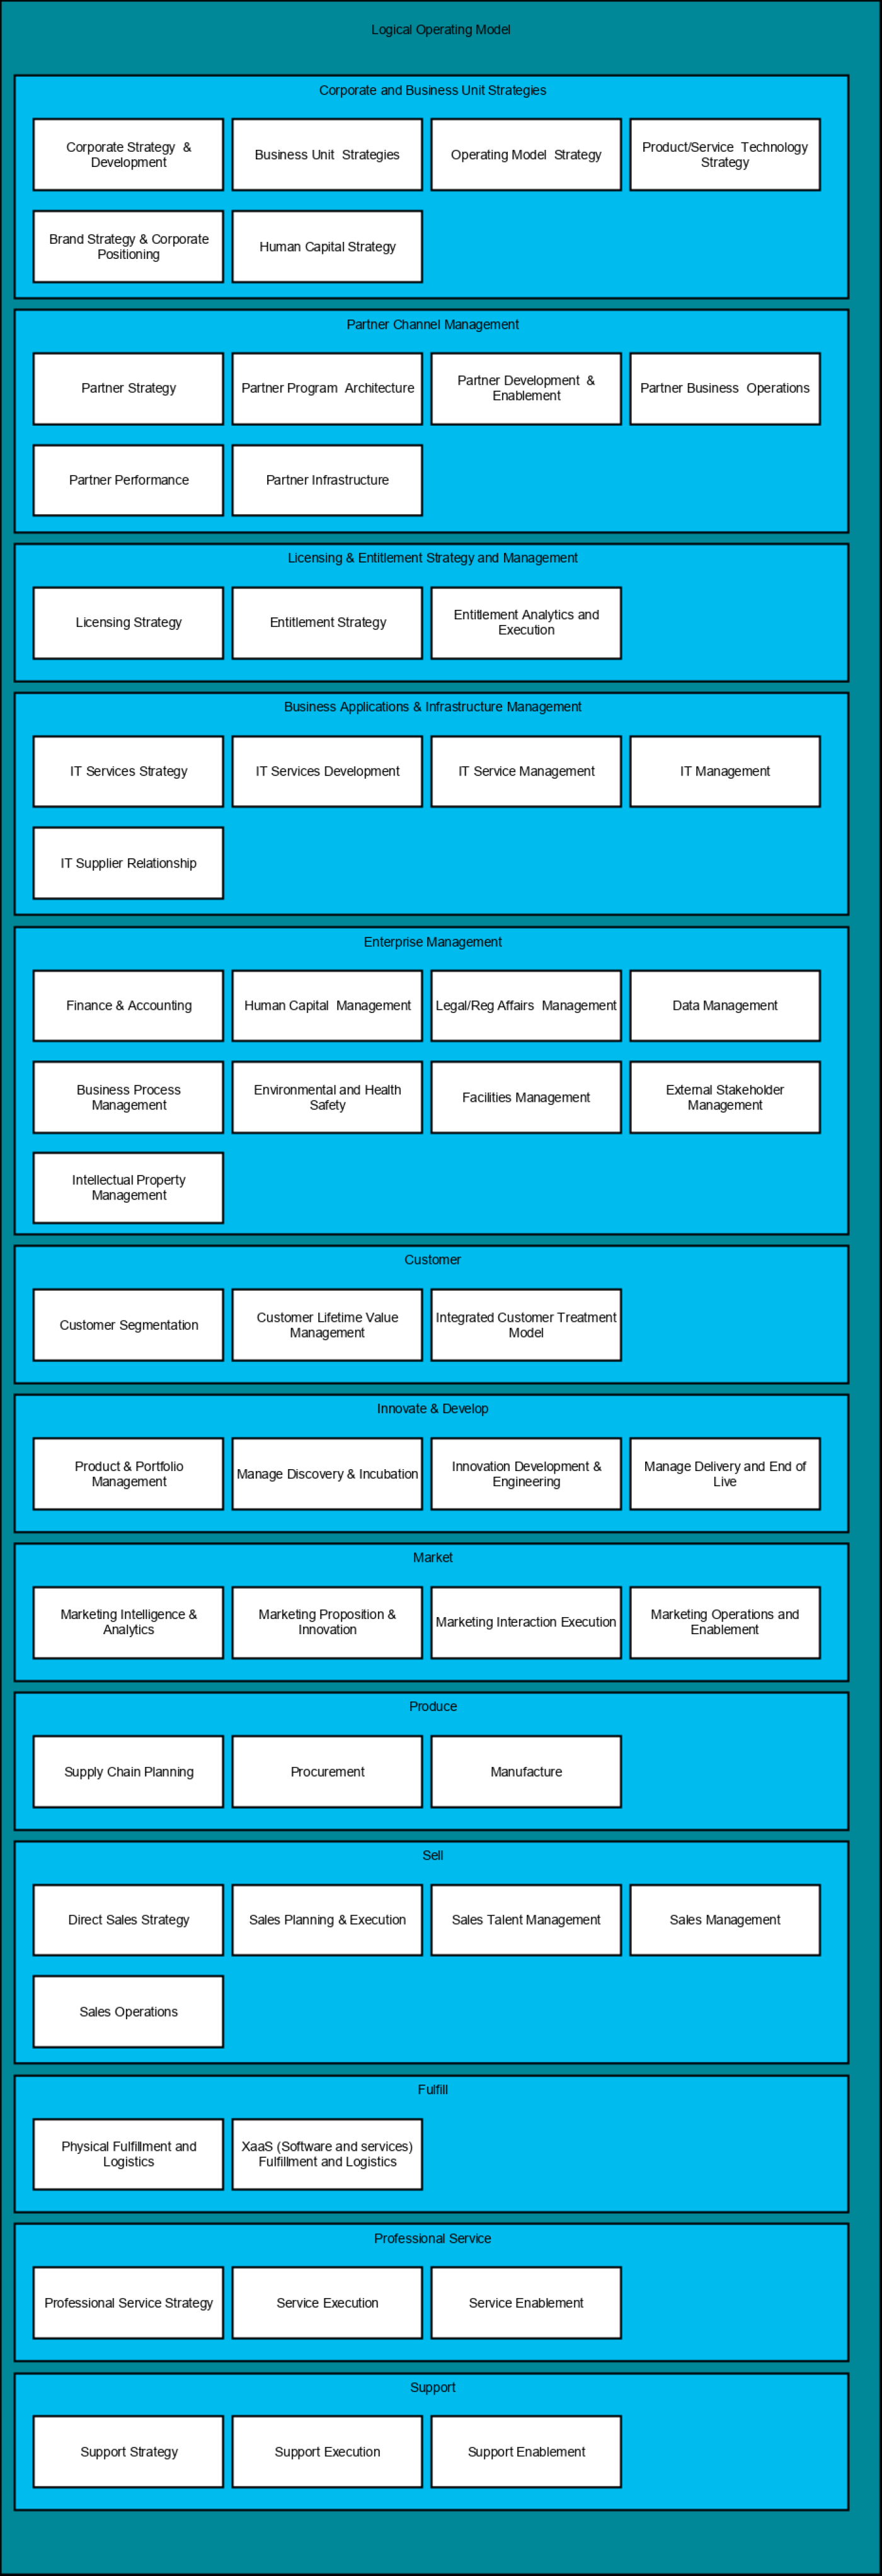 Logical Operating Model
Corporate and Business Unit Strategies
Corporate Strategy  &
Development
Business Unit  Strategies
Operating Model  Strategy
Product/Service  Technology
Strategy
Brand Strategy & Corporate
Positioning
Human Capital Strategy
Partner Channel Management
Partner Strategy
Partner Program  Architecture
Partner Development  &
Enablement
Partner Business  Operations
Partner Performance
Partner Infrastructure
Licensing & Entitlement Strategy and Management
Licensing Strategy
Entitlement Strategy
Entitlement Analytics and
Execution
Business Applications & Infrastructure Management
IT Services Strategy
IT Services Development
IT Service Management
IT Management
IT Supplier Relationship
Enterprise Management
Finance & Accounting
Human Capital  Management
Legal/Reg Affairs  Management
Data Management
Business Process
Management
Environmental and Health
Safety
Facilities Management
External Stakeholder
Management
Intellectual Property
Management
Customer
Customer Segmentation
Customer Lifetime Value
Management
Integrated Customer Treatment
Model
Innovate & Develop
Product & Portfolio
Management
Manage Discovery & Incubation
Innovation Development &
Engineering
Manage Delivery and End of
Live
Market
Marketing Intelligence &
Analytics
Marketing Proposition &
Innovation
Marketing Interaction Execution
Marketing Operations and
Enablement
Produce
Supply Chain Planning
Procurement
Manufacture
Sell
Direct Sales Strategy
Sales Planning & Execution
Sales Talent Management
Sales Management
Sales Operations
Fulfill
Physical Fulfillment and
Logistics
XaaS (Software and services)
Fulfillment and Logistics
Professional Service
Professional Service Strategy
Service Execution
Service Enablement
Support
Support Strategy
Support Execution
Support Enablement